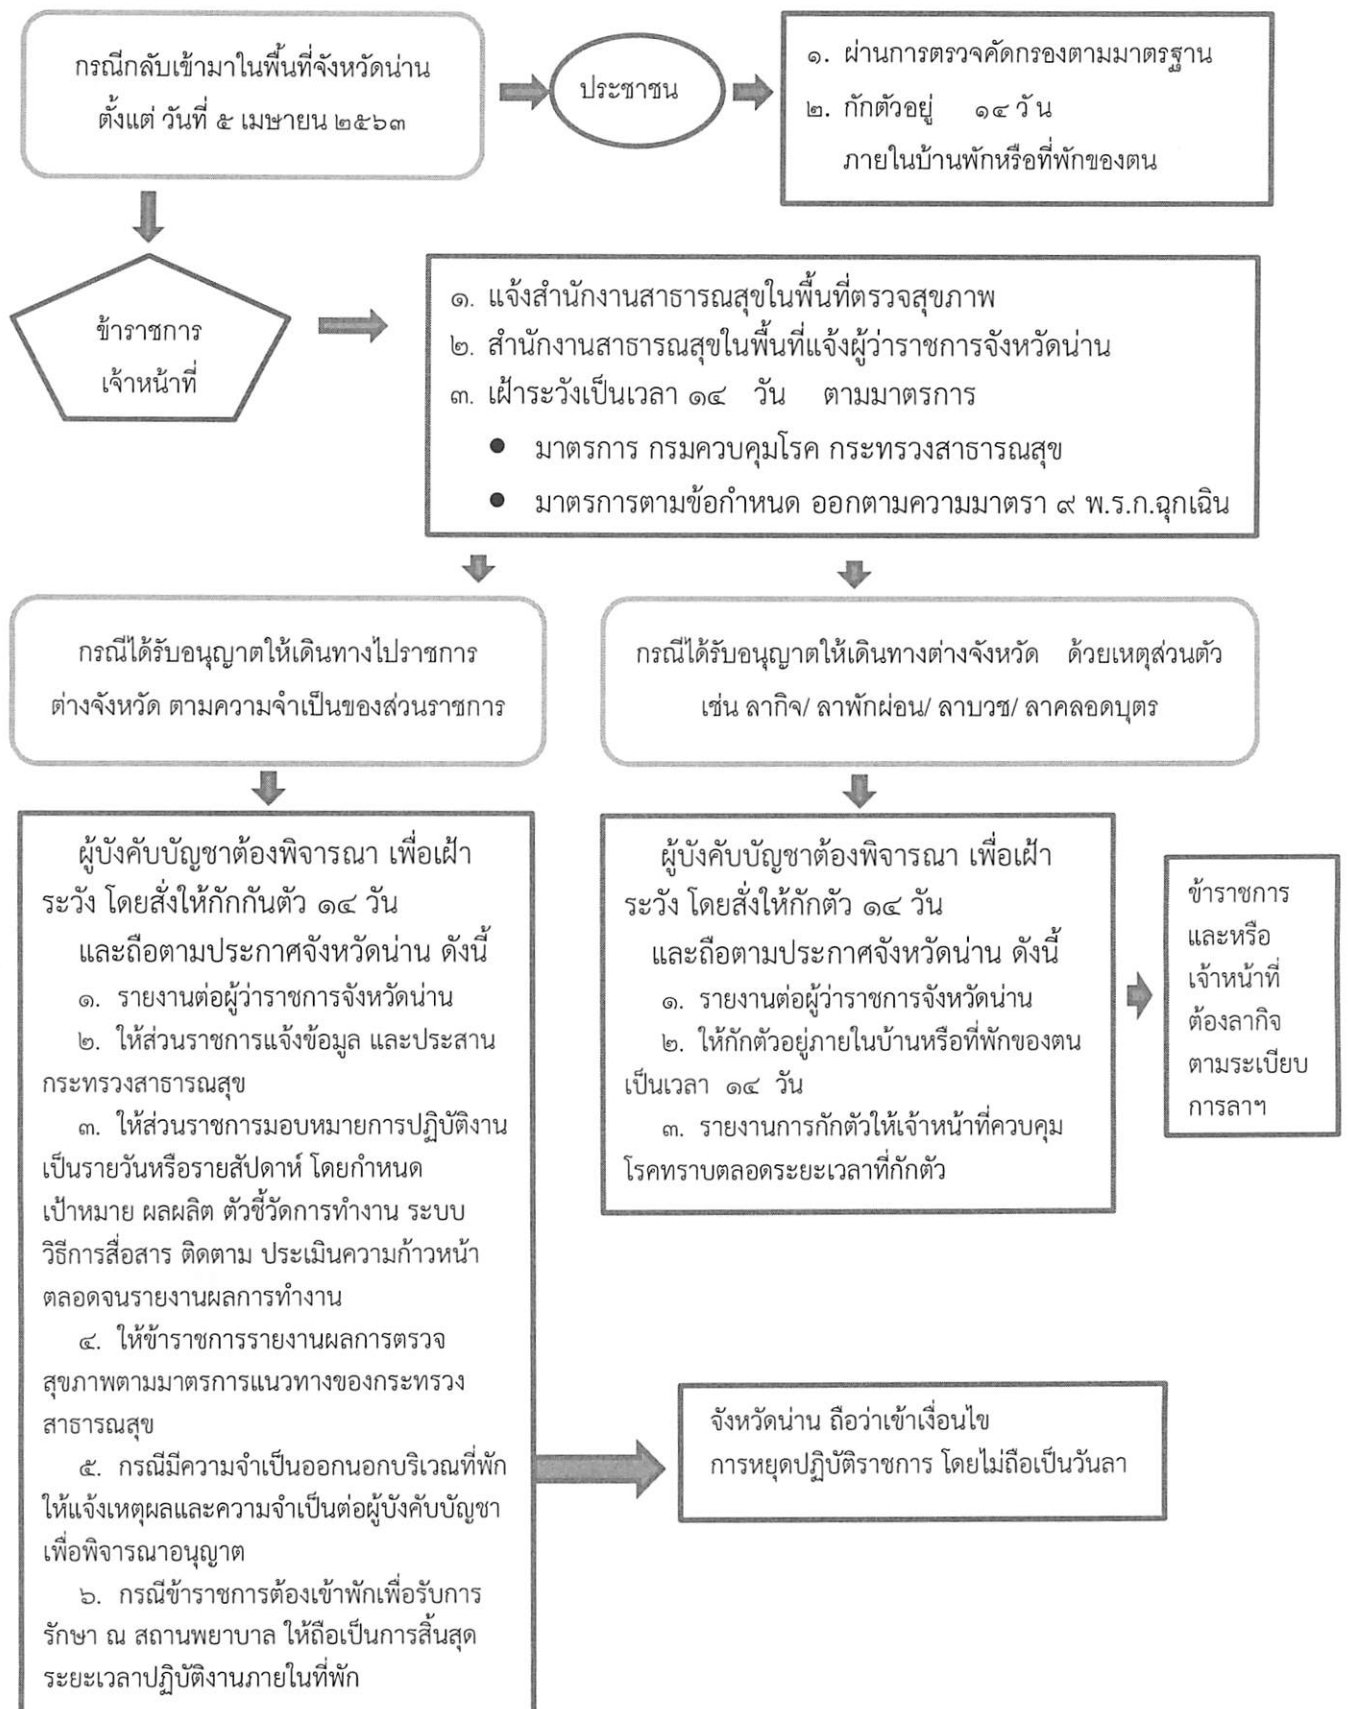 กรณีกลับเข้ามาในพื้นที่จังหวัดน่าน
ตั้งแต่ วันที่ ๕ เมษายน ๒๕๖๓
ประชาชน
๑. ผ่านการตรวจคัดกรองตามมาตรฐาน
๒. กักตัวอยู่ ๑๔ วัน
ภายในบ้านพักหรือที่พักของตน
ข้าราชการ
เจ้าหน้าที่
๑. แจ้งสำนักงานสาธารณสุขในพื้นที่ตรวจสุขภาพ
๒. สำนักงานสาธารณสุขในพื้นที่แจ้งผู้ว่าราชการจังหวัดน่าน
๓. เฝ้าระวังเป็นเวลา ๑๔ วัน ตามมาตรการ
● มาตรการ กรมควบคุมโรค กระทรวงสาธารณสุข
● มาตรการตามข้อกำหนด ออกตามความมาตรา ๙ พ.ร.ก.ฉุกเฉิน
กรณีได้รับอนุญาตให้เดินทางไปราชการ
ต่างจังหวัด ตามความจำเป็นของส่วนราชการ
กรณีได้รับอนุญาตให้เดินทางต่างจังหวัด ด้วยเหตุส่วนตัว
เช่น ลากิจ/ ลาพักผ่อน/ ลาบวช/ ลาคลอดบุตร
ผู้บังคับบัญชาต้องพิจารณา เพื่อเฝ้า
ระวัง โดยสั่งให้กักกันตัว ๑๔ วัน
และถือตามประกาศจังหวัดน่าน ดังนี้
๑. รายงานต่อผู้ว่าราชการจังหวัดน่าน
๒. ให้ส่วนราชการแจ้งข้อมูล และประสาน
กระทรวงสาธารณสุข
๓. ให้ส่วนราชการมอบหมายการปฏิบัติงาน
เป็นรายวันหรือรายสัปดาห์ โดยกำหนด
เป้าหมาย ผลผลิต ตัวชี้วัดการทำงาน ระบบ
วิธีการสื่อสาร ติดตาม ประเมินความก้าวหน้า
ตลอดจนรายงานผลการทำงาน
๔. ให้ข้าราชการรายงานผลการตรวจ
สุขภาพตามมาตรการแนวทางของกระทรวง
สาธารณสุข
๕. กรณีมีความจำเป็นออกนอกบริเวณที่พัก
ให้แจ้งเหตุผลและความจำเป็นต่อผู้บังคับบัญชา
เพื่อพิจารณาอนุญาต
๖. กรณีข้าราชการต้องเข้าพักเพื่อรับการ
รักษา ณ สถานพยาบาล ให้ถือเป็นการสิ้นสุด
ระยะเวลาปฏิบัติงานภายในที่พัก
ผู้บังคับบัญชาต้องพิจารณา เพื่อเฝ้า
ระวัง โดยสั่งให้กักตัว ๑๔ วัน
และถือตามประกาศจังหวัดน่าน ดังนี้
๑. รายงานต่อผู้ว่าราชการจังหวัดน่าน
๒. ให้กักตัวอยู่ภายในบ้านหรือที่พักของตน
เป็นเวลา ๑๔ วัน
๓. รายงานการกักตัวให้เจ้าหน้าที่ควบคุม
โรคทราบตลอดระยะเวลาที่กักตัว
ข้าราชการ
และหรือ
เจ้าหน้าที่
ต้องลากิจ
ตามระเบียบ
การลาฯ
จังหวัดน่าน ถือว่าเข้าเงื่อนไข
การหยุดปฏิบัติราชการ โดยไม่ถือเป็นวันลา